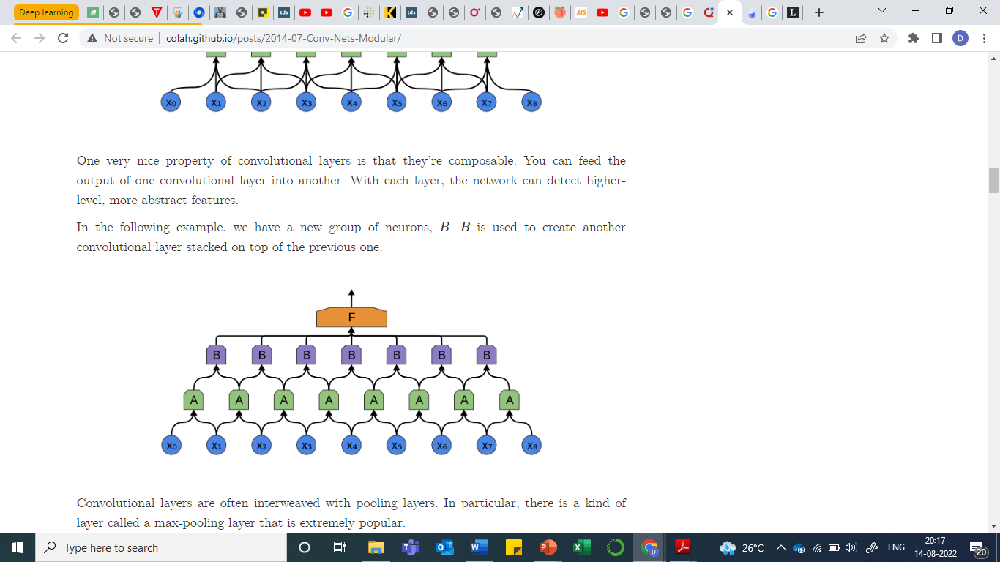 Deep learning
tds
tds
AIS
Not secure
colah.github.io/posts/2014-07-Conv-Nets-Modular/
D
X0 X1 X2 X3 X4 X5 X6 X7 X8
One very nice property of convolutional layers is that they're composable. You can feed the
output of one convolutional layer into another. With each layer, the network can detect higher-
level, more abstract features.
In the following example, we have a new group of neurons, B. B is used to create another
convolutional layer stacked on top of the previous one.
F
B B B B B B B
A A A A A A A A
X0 X1 X2 X3 X4 X5 X6 X7 X8
Convolutional layers are often interweaved with pooling layers. In particular, there is a kind of
layer called a max-pooling layer that is extremely popular.
Type here to search
26°C
ENG
20:17
14-08-2022
20